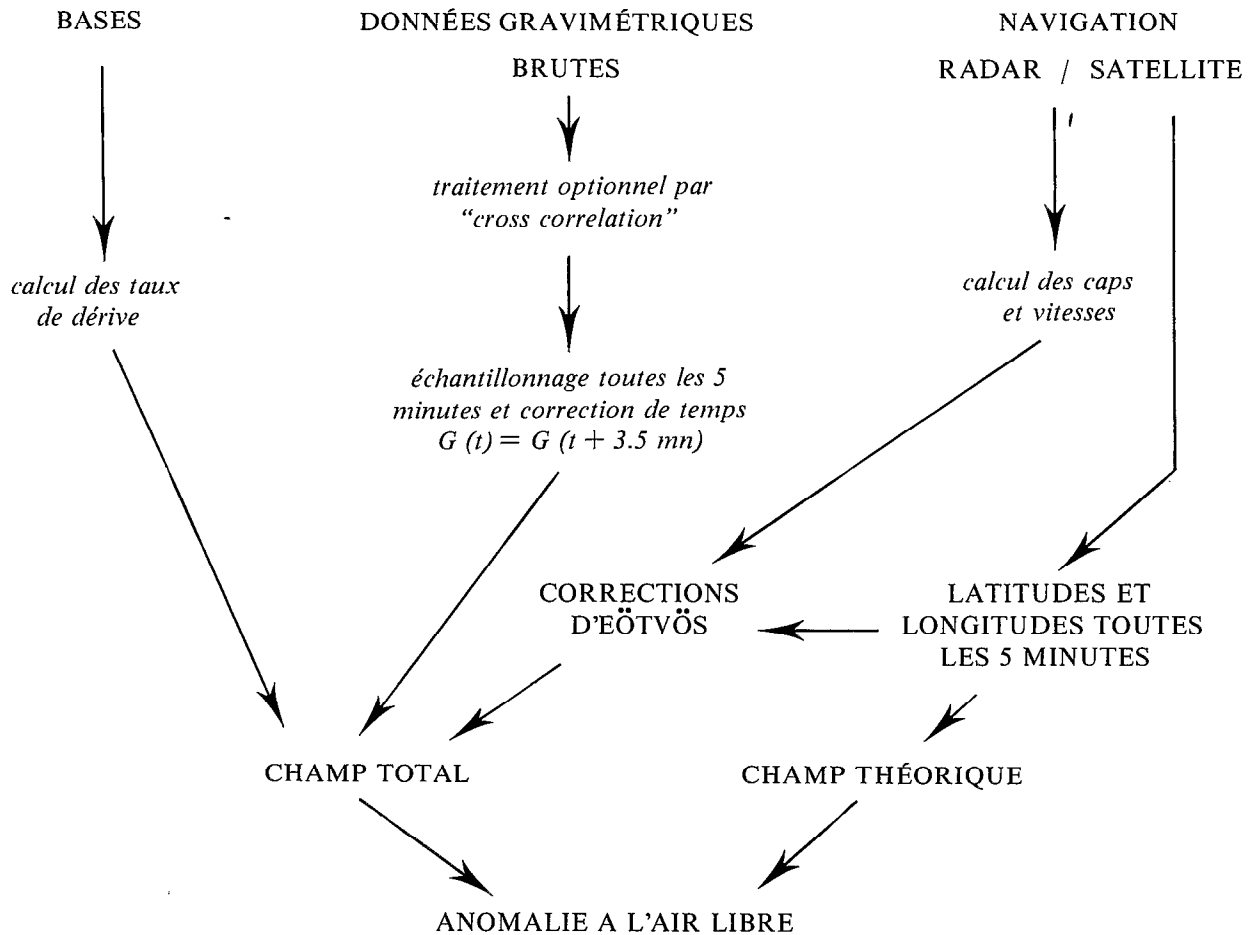 BASES
DONNÉES GRAVIMÉTRIQUES
BRUTES
NAVIGATION
RADAR / SATELLITE
traitement optionnel par
“cross correlation”
calcul des taux
de dérive
calcul des caps
et vitesses
échantillonnage toutes les 5
minutes et correction de temps
G (t) = G (t + 3.5 mn)
CORRECTIONS
D'EÖTVÖS
LATITUDES ET
LONGITUDES TOUTES
LES 5 MINUTES
CHAMP TOTAL
CHAMP THÉORIQUE
ANOMALIE A L'AIR LIBRE